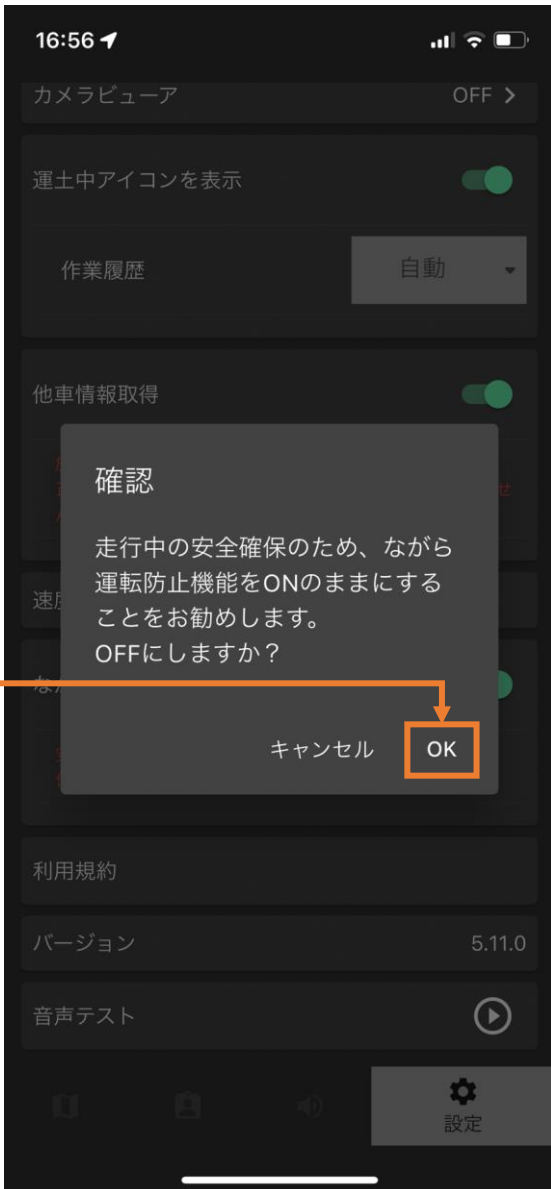 16:56
カメラビューア
OFF
運土中アイコンを表示
作業履歴
自動
他車情報取得
せ
確認
走行中の安全確保のため、ながら
運転防止機能をONのままにする
ことをお勧めします。
OFFにしますか？
速度
なが
キャンセル
OK
利用規約
バージョン
5.11.0
音声テスト
設定